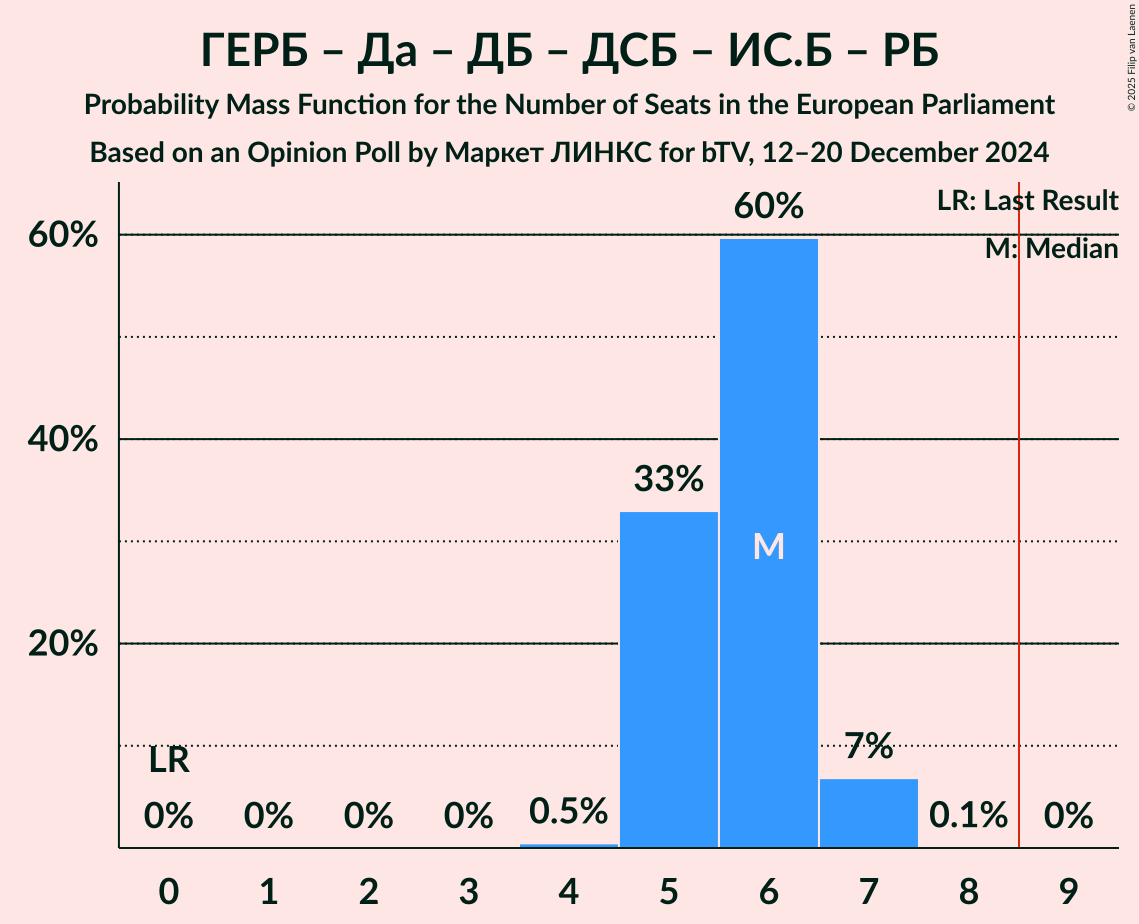 ГЕРБ – Да – ДБ – ДСБ – ИС.Б – РБ
Probability Mass Function for the Number of Seats in the European Parliament
Based on an Opinion Poll by Маркет ЛИНКС for bTV, 12–20 December 2024
© 2025 Filip van Laenen
LR: Last Result
M: Median
60%
40%
20%
60%
33%
M
7%
LR
0% 0% 0% 0% 0.5% 0.1% 0%
0 1 2 3 4 5 6 7 8 9